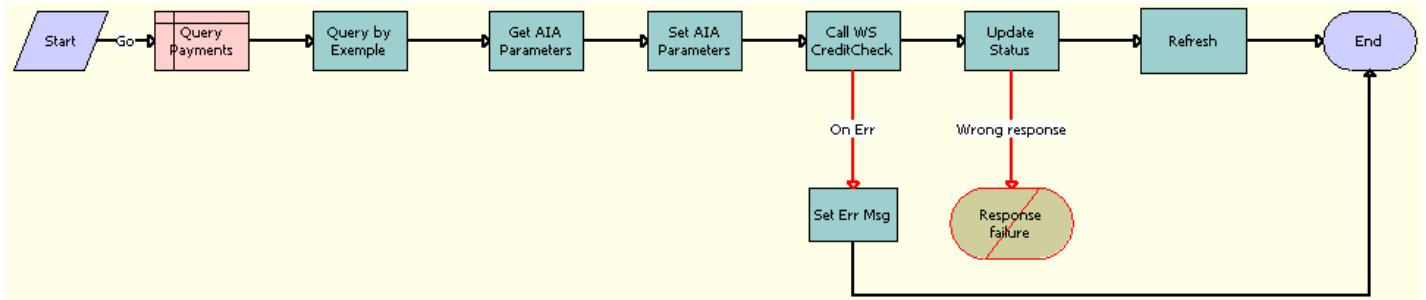 Start
Go
Query
Payments
Query by
Exemple
Get AIA
Parameters
Set AIA
Parameters
Call WS
CreditCheck
Update
Status
Refresh
End
On Err
Wrong response
Set Err Msg
Response
failure